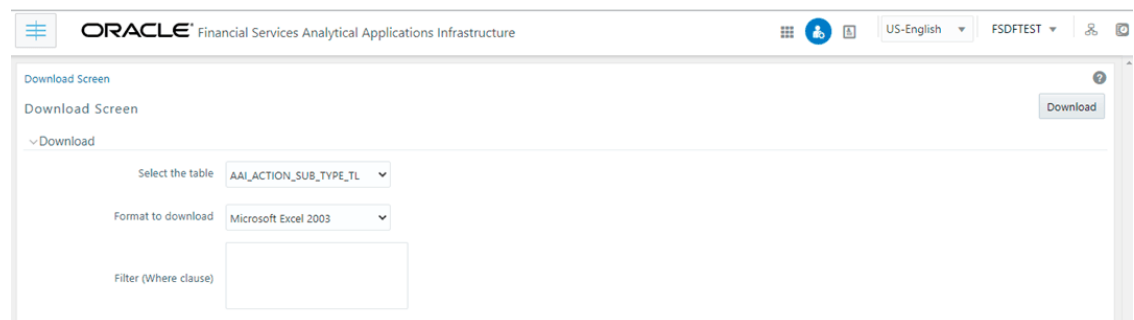 ORACLE® Financial Services Analytical Applications Infrastructure
US-English
FSDFTEST
Download Screen
Download Screen
Download
Download
Select the table
AAI_ACTION_SUB_TYPE_TL
Format to download
Microsoft Excel 2003
Filter (Where clause)